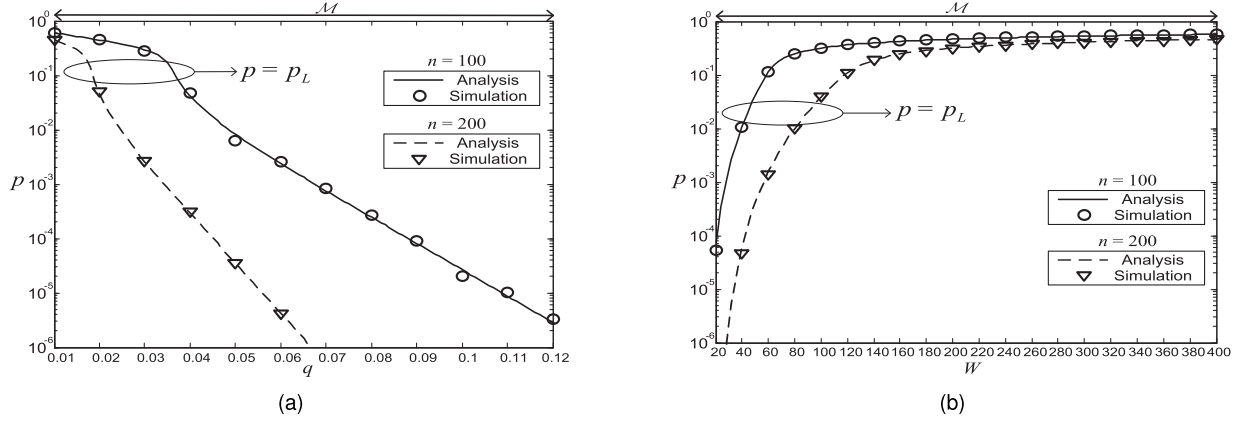 ℳ
10⁰
10⁻¹
10⁻²
10⁻³
10⁻⁴
10⁻⁵
10⁻⁶
p
p = p_L
n = 100
Analysis
Simulation
n = 200
Analysis
Simulation
0.01 0.02 0.03 0.04 0.05 0.06 0.07 0.08 0.09 0.1 0.11 0.12
q
(a)
ℳ
10⁰
10⁻¹
10⁻²
10⁻³
10⁻⁴
10⁻⁵
10⁻⁶
p
p = p_L
n = 100
Analysis
Simulation
n = 200
Analysis
Simulation
20 40 60 80 100 120 140 160 180 200 220 240 260 280 300 320 340 360 380 400
W
(b)